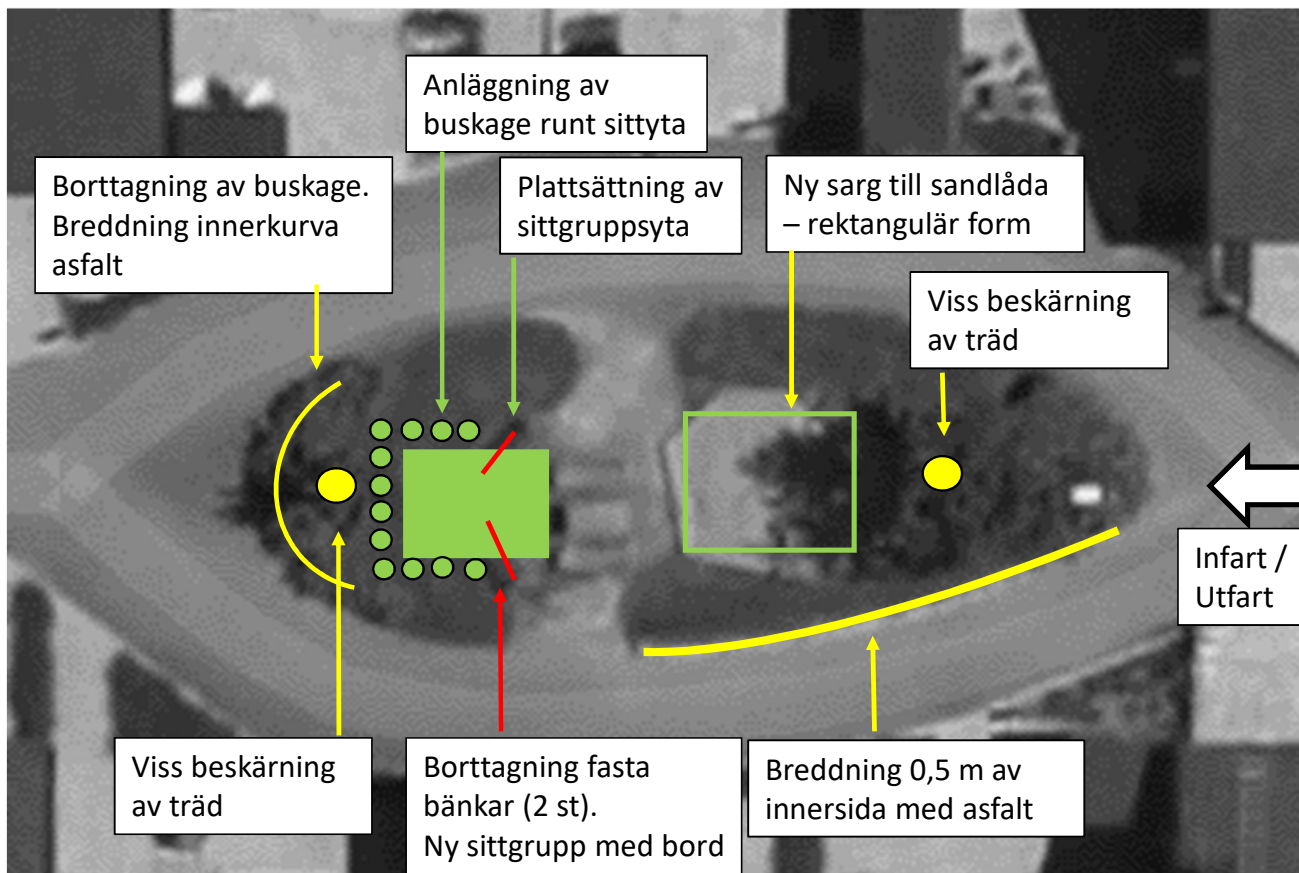 Anläggning av
buskage runt sittyta
Borttagning av buskage.
Breddning innerkurva
asfalt
Plattsättning av
sittgruppsyta
Ny sarg till sandlåda
– rektangulär form
Viss beskärning
av träd
Infart /
Utfart
Viss beskärning
av träd
Borttagning fasta
bänkar (2 st).
Ny sittgrupp med bord
Breddning 0,5 m av
innersida med asfalt